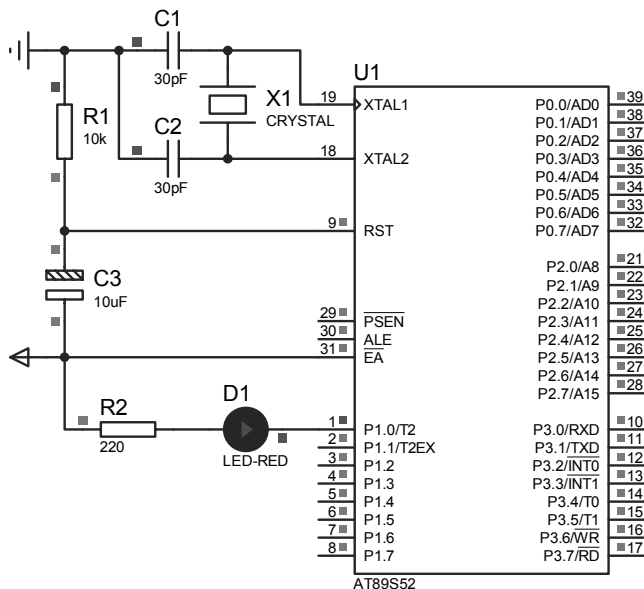 C1
30pF
R1
10k
C2
30pF
X1
CRYSTAL
C3
10uF
R2
220
D1
LED-RED
U1
19 XTAL1
18 XTAL2
9 RST
29 PSEN
30 ALE
31 EA
1 P1.0/T2
2 P1.1/T2EX
3 P1.2
4 P1.3
5 P1.4
6 P1.5
7 P1.6
8 P1.7
P0.0/AD0 39
P0.1/AD1 38
P0.2/AD2 37
P0.3/AD3 36
P0.4/AD4 35
P0.5/AD5 34
P0.6/AD6 33
P0.7/AD7 32
P2.0/A8 21
P2.1/A9 22
P2.2/A10 23
P2.3/A11 24
P2.4/A12 25
P2.5/A13 26
P2.6/A14 27
P2.7/A15 28
P3.0/RXD 10
P3.1/TXD 11
P3.2/INT0 12
P3.3/INT1 13
P3.4/T0 14
P3.5/T1 15
P3.6/WR 16
P3.7/RD 17
AT89S52